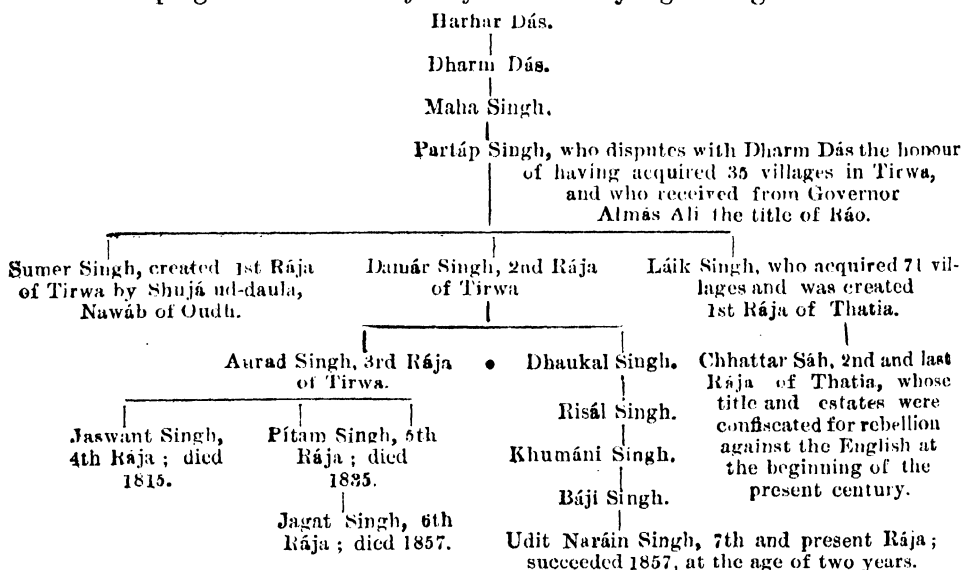 Harhar Dás.
Dharm Dás.
Maha Singh.
Partáp Singh, who disputes with Dharm Dás the honour
of having acquired 35 villages in Tirwa,
and who received from Governor
Almás Ali the title of Ráo.
Sumer Singh, created 1st Rája
of Tirwa by Shujá ud-daula,
Nawáb of Oudh.
Damár Singh, 2nd Rája
of Tirwa
Láik Singh, who acquired 71 vil-
lages and was created
1st Rája of Thatia.
Aurad Singh, 3rd Rája
of Tirwa.
Dhaukal Singh.
Chhattar Sáh, 2nd and last
Rája of Thatia, whose
title and estates were
confiscated for rebellion
against the English at
the beginning of the
present century.
Risál Singh.
Jaswant Singh,
4th Rája ; died
1815.
Pítam Singh, 5th
Rája ; died
1835.
Khumáni Singh.
Báji Singh.
Jagat Singh, 6th
Rája ; died 1857.
Udit Naráin Singh, 7th and present Rája ;
succeeded 1857, at the age of two years.